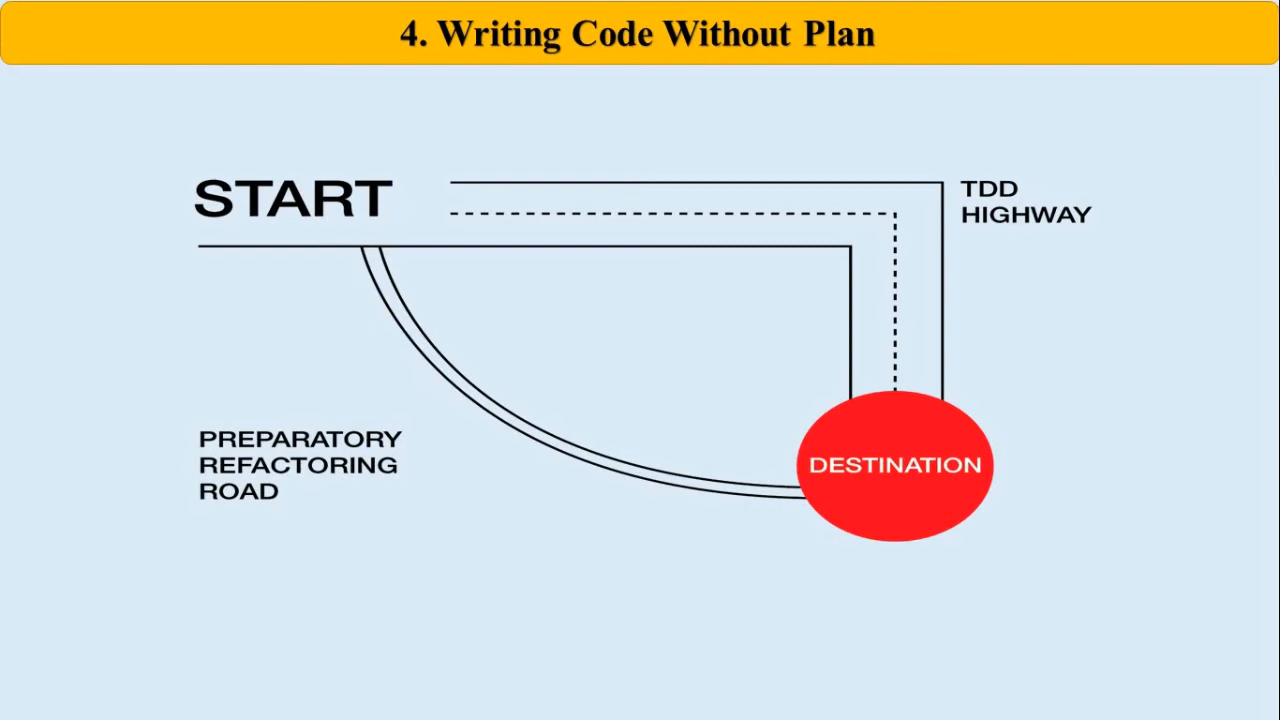 4. Writing Code Without Plan
START
TDD
HIGHWAY
PREPARATORY
REFACTORING
ROAD
DESTINATION